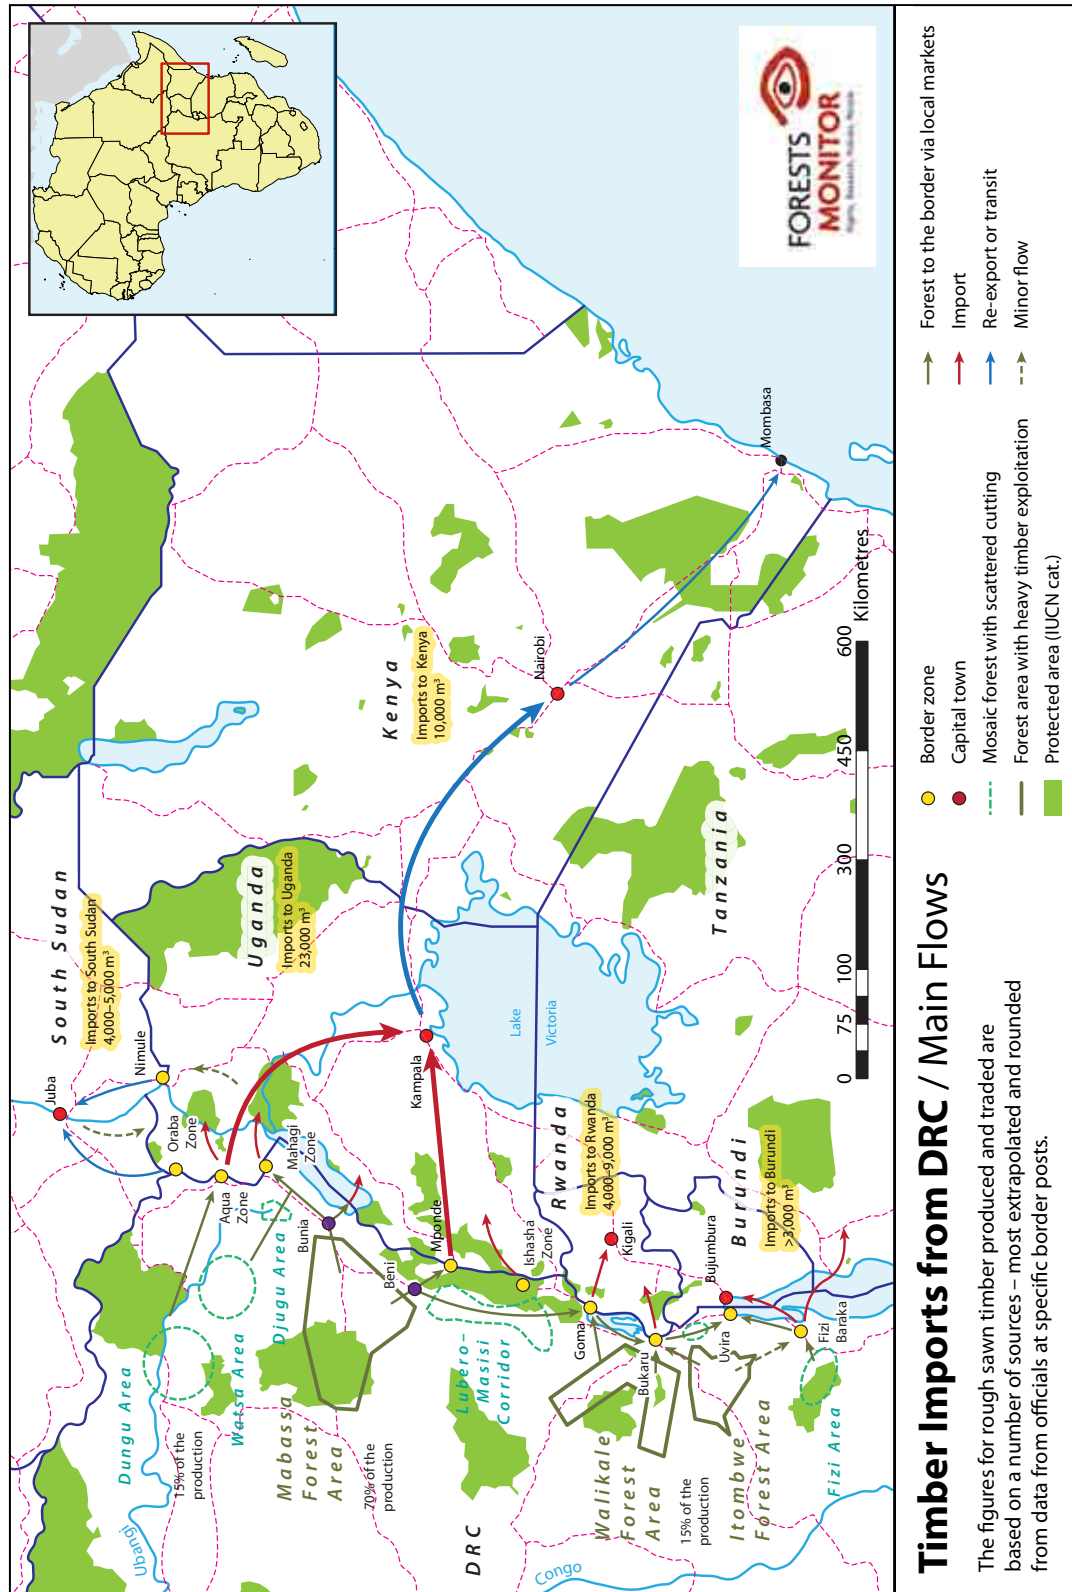 South Sudan
Imports to South Sudan
4,000–5,000 m³
Juba
Nimule
Oraba
Zone
Aqua
Zone
Mahagi
Zone
Bunia
Beni
Mponde
Ishasha
Zone
Goma
Bukaru
Uvira
Fizi
Baraka
Bujumbura
Kigali
Kampala
Nairobi
Mombasa
Uganda
Imports to Uganda
23,000 m³
Kenya
Imports to Kenya
10,000 m³
Rwanda
Imports to Rwanda
4,000–9,000 m³
Burundi
Imports to Burundi
>3,000 m³
Tanzania
Lake
Victoria
DRC
Ubangi
Congo
Dungu Area
Watsa Area
Djugu Area
15% of the
production
Mabassa
Forest
Area
70% of the
production
Lubero–
Masisi
Corridor
Walikale
Forest
Area
15% of the
production
Itombwe
Forest Area
Fizi Area
FORESTS
MONITOR
0 75 100 300 450 600
Kilometres
Timber Imports from DRC / Main Flows
The figures for rough sawn timber produced and traded are
based on a number of sources – most extrapolated and rounded
from data from officials at specific border posts.
Border zone
Capital town
Mosaic forest with scattered cutting
Forest area with heavy timber exploitation
Protected area (IUCN cat.)
Forest to the border via local markets
Import
Re-export or transit
Minor flow